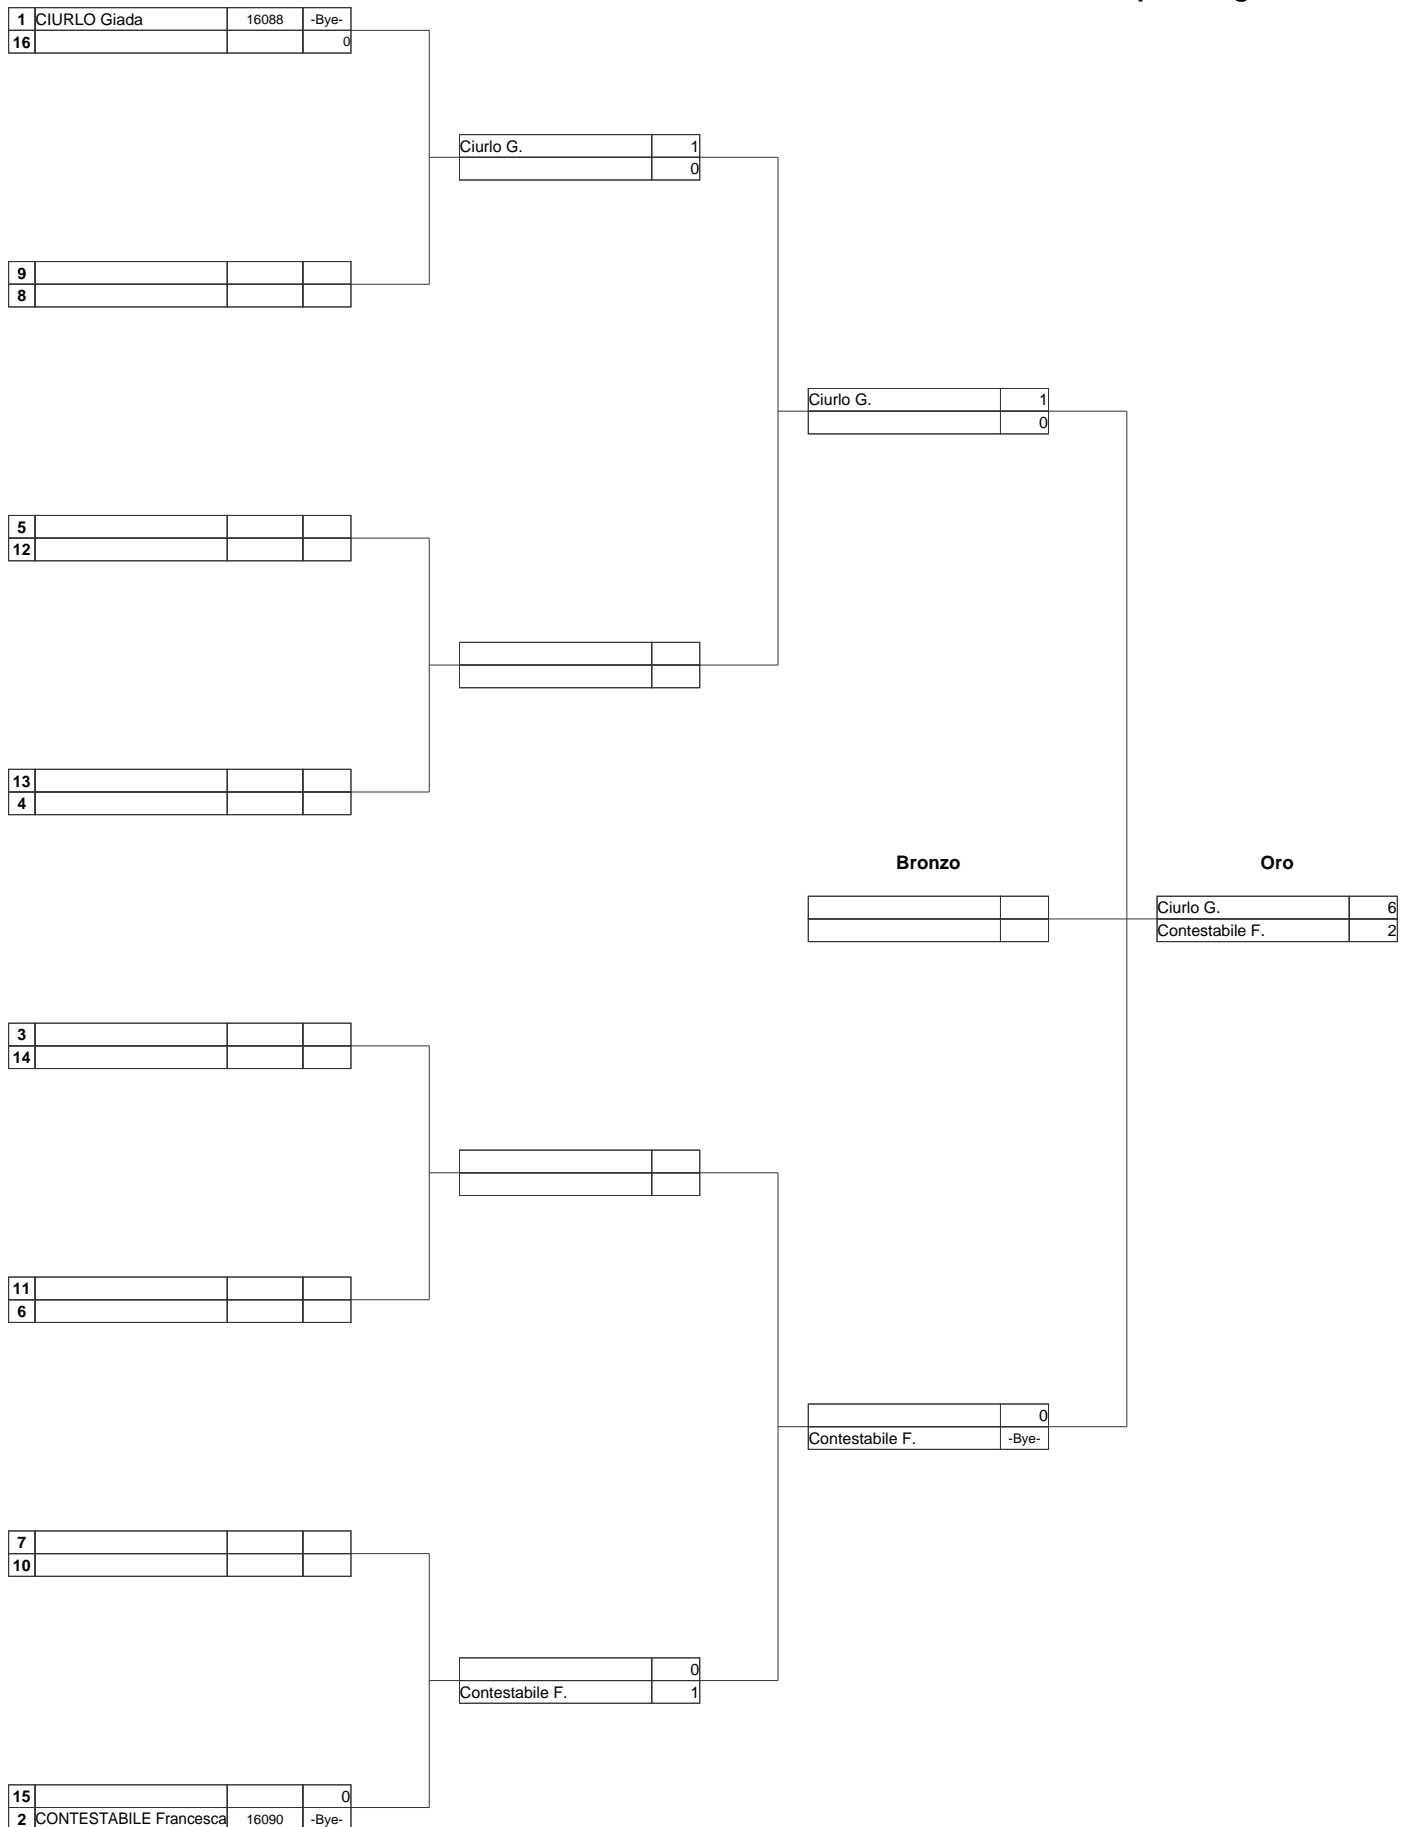 1 CIURLO Giada 16088 -Bye-
16 0
Ciurlo G. 1
0
9
8
Ciurlo G. 1
0
5
12
13
4
Bronzo Oro
Ciurlo G. 6
Contestabile F. 2
3
14
11
6
0
Contestabile F. -Bye-
7
10
0
Contestabile F. 1
15 0
2 CONTESTABILE Francesca 16090 -Bye-